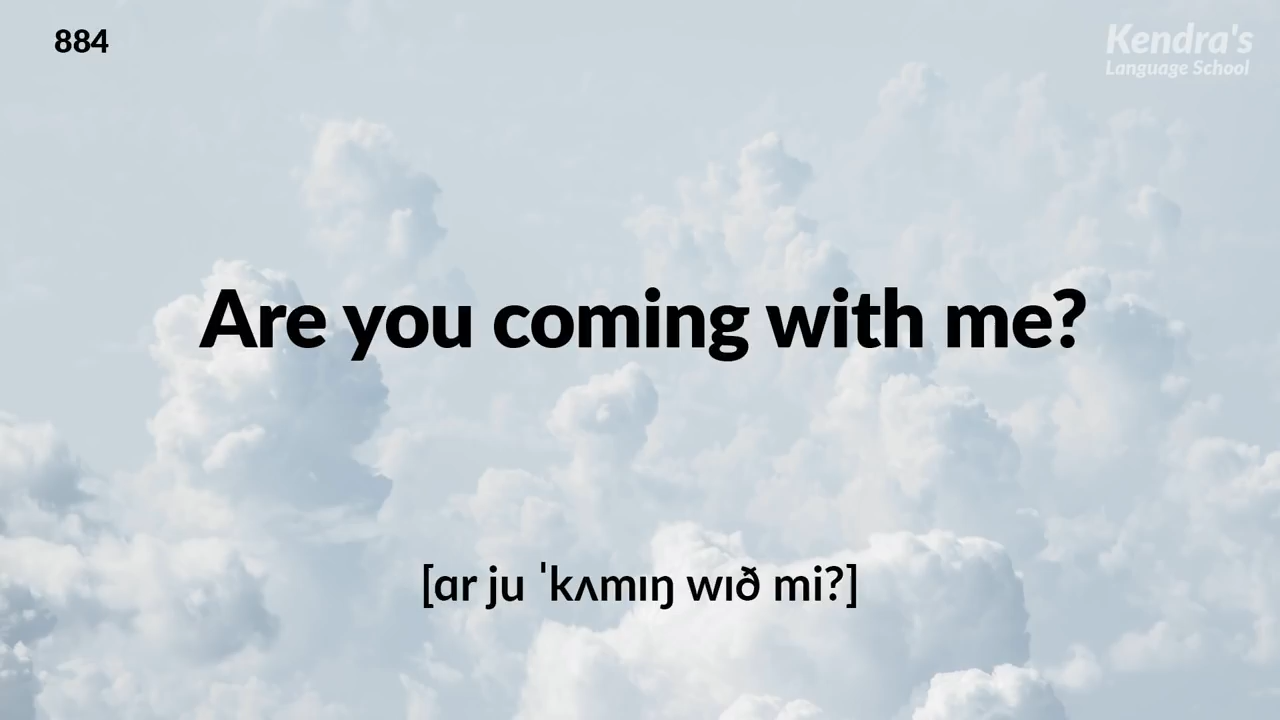 884
Kendra's
Language School
Are you coming with me?
[ɑr ju ˈkʌmɪŋ wɪð mi?]